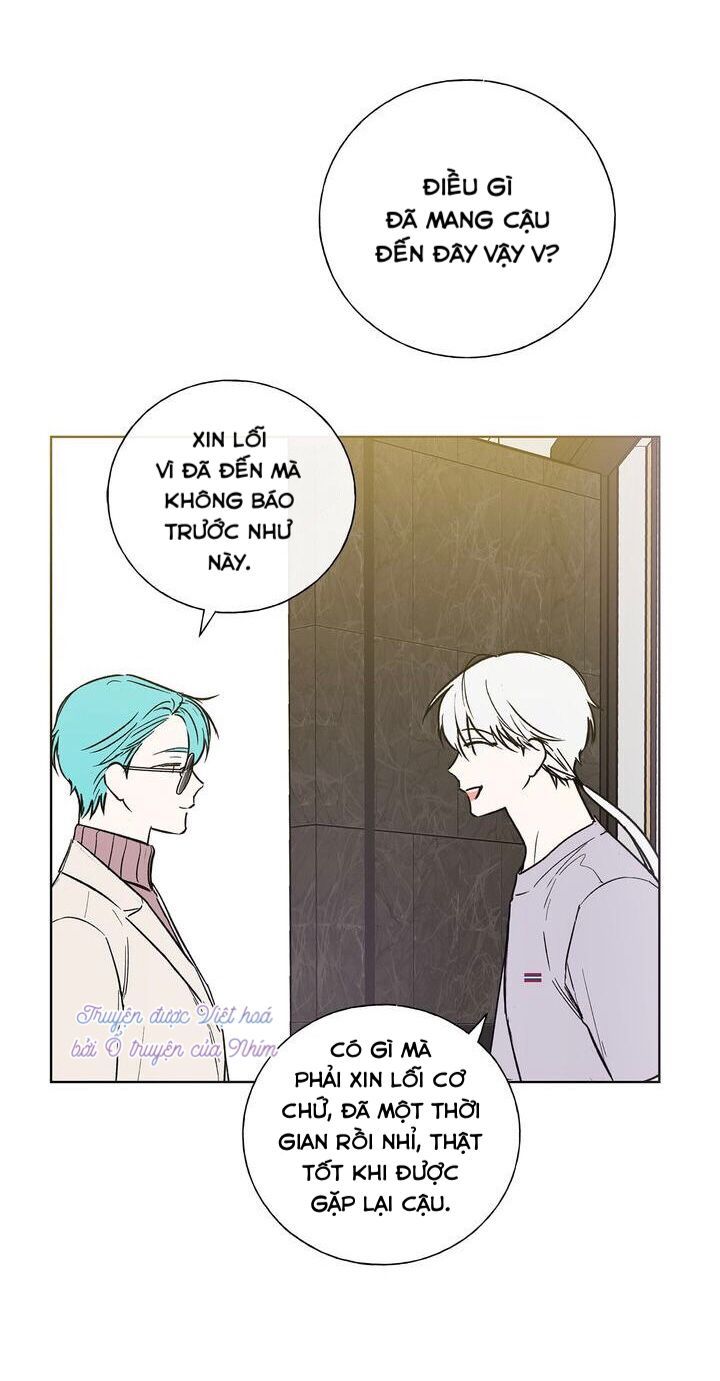 ĐIỀU GÌ
ĐÃ MANG CẬU
ĐẾN ĐÂY VẬY V?
XIN LỖI
VÌ ĐÃ ĐẾN MÀ
KHÔNG BÁO
TRƯỚC NHƯ
NÀY.
Truyện được Việt hoá
bởi Ổ truyện của Nhím
CÓ GÌ MÀ
PHẢI XIN LỖI CƠ
CHỨ, ĐÃ MỘT THỜI
GIAN RỒI NHỈ, THẬT
TỐT KHI ĐƯỢC
GẶP LẠI CẬU.